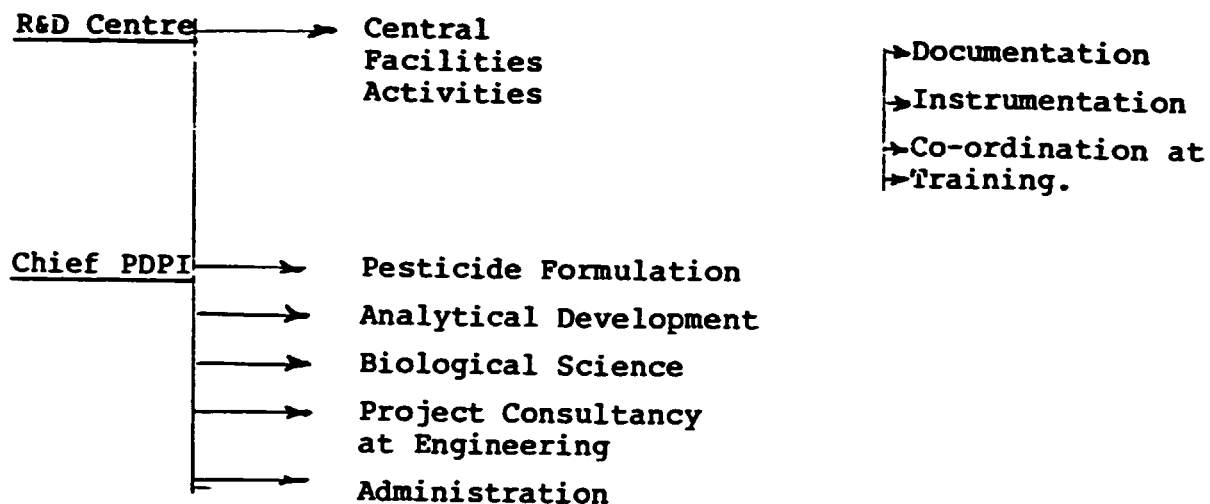 R&D Centre
Central
Facilities
Activities
Documentation
Instrumentation
Co-ordination at
Training.
Chief PDPI
Pesticide Formulation
Analytical Development
Biological Science
Project Consultancy
at Engineering
Administration